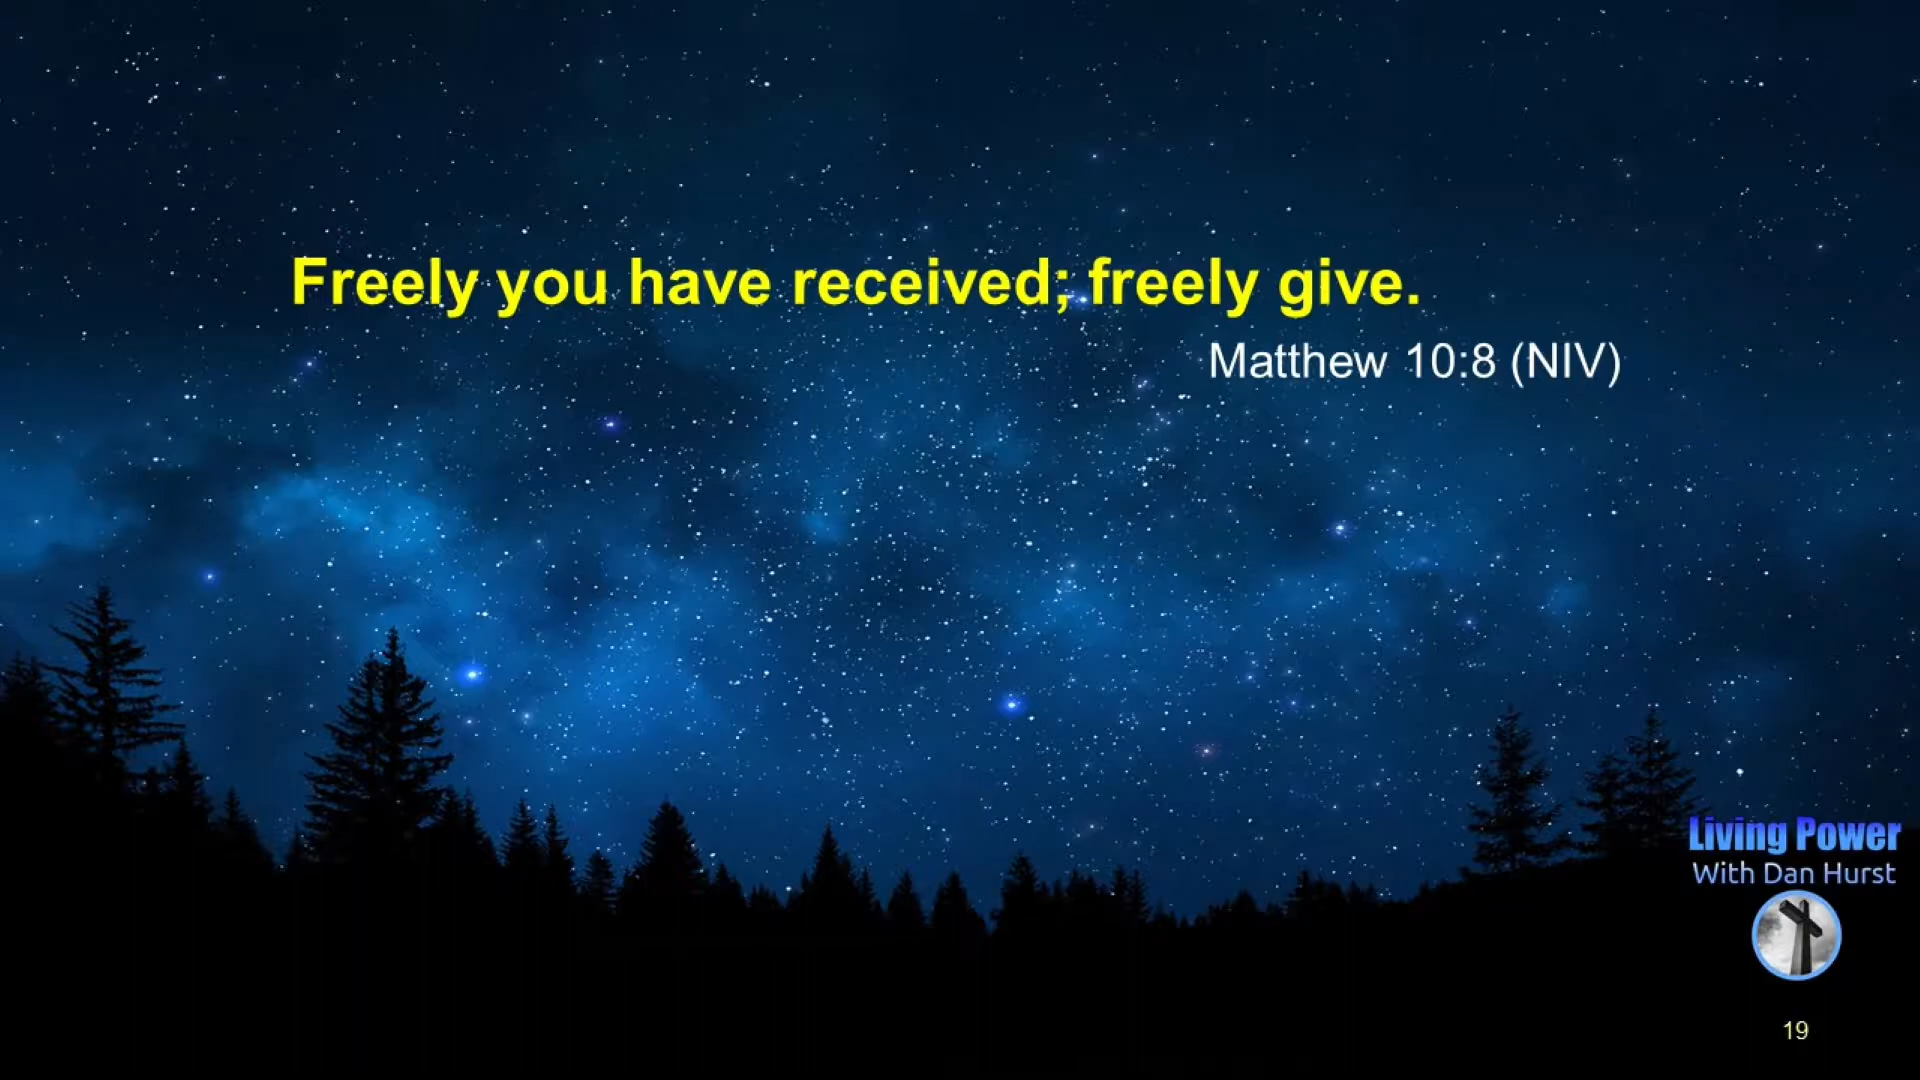 Freely you have received; freely give.
Matthew 10:8 (NIV)
Living Power
With Dan Hurst
19